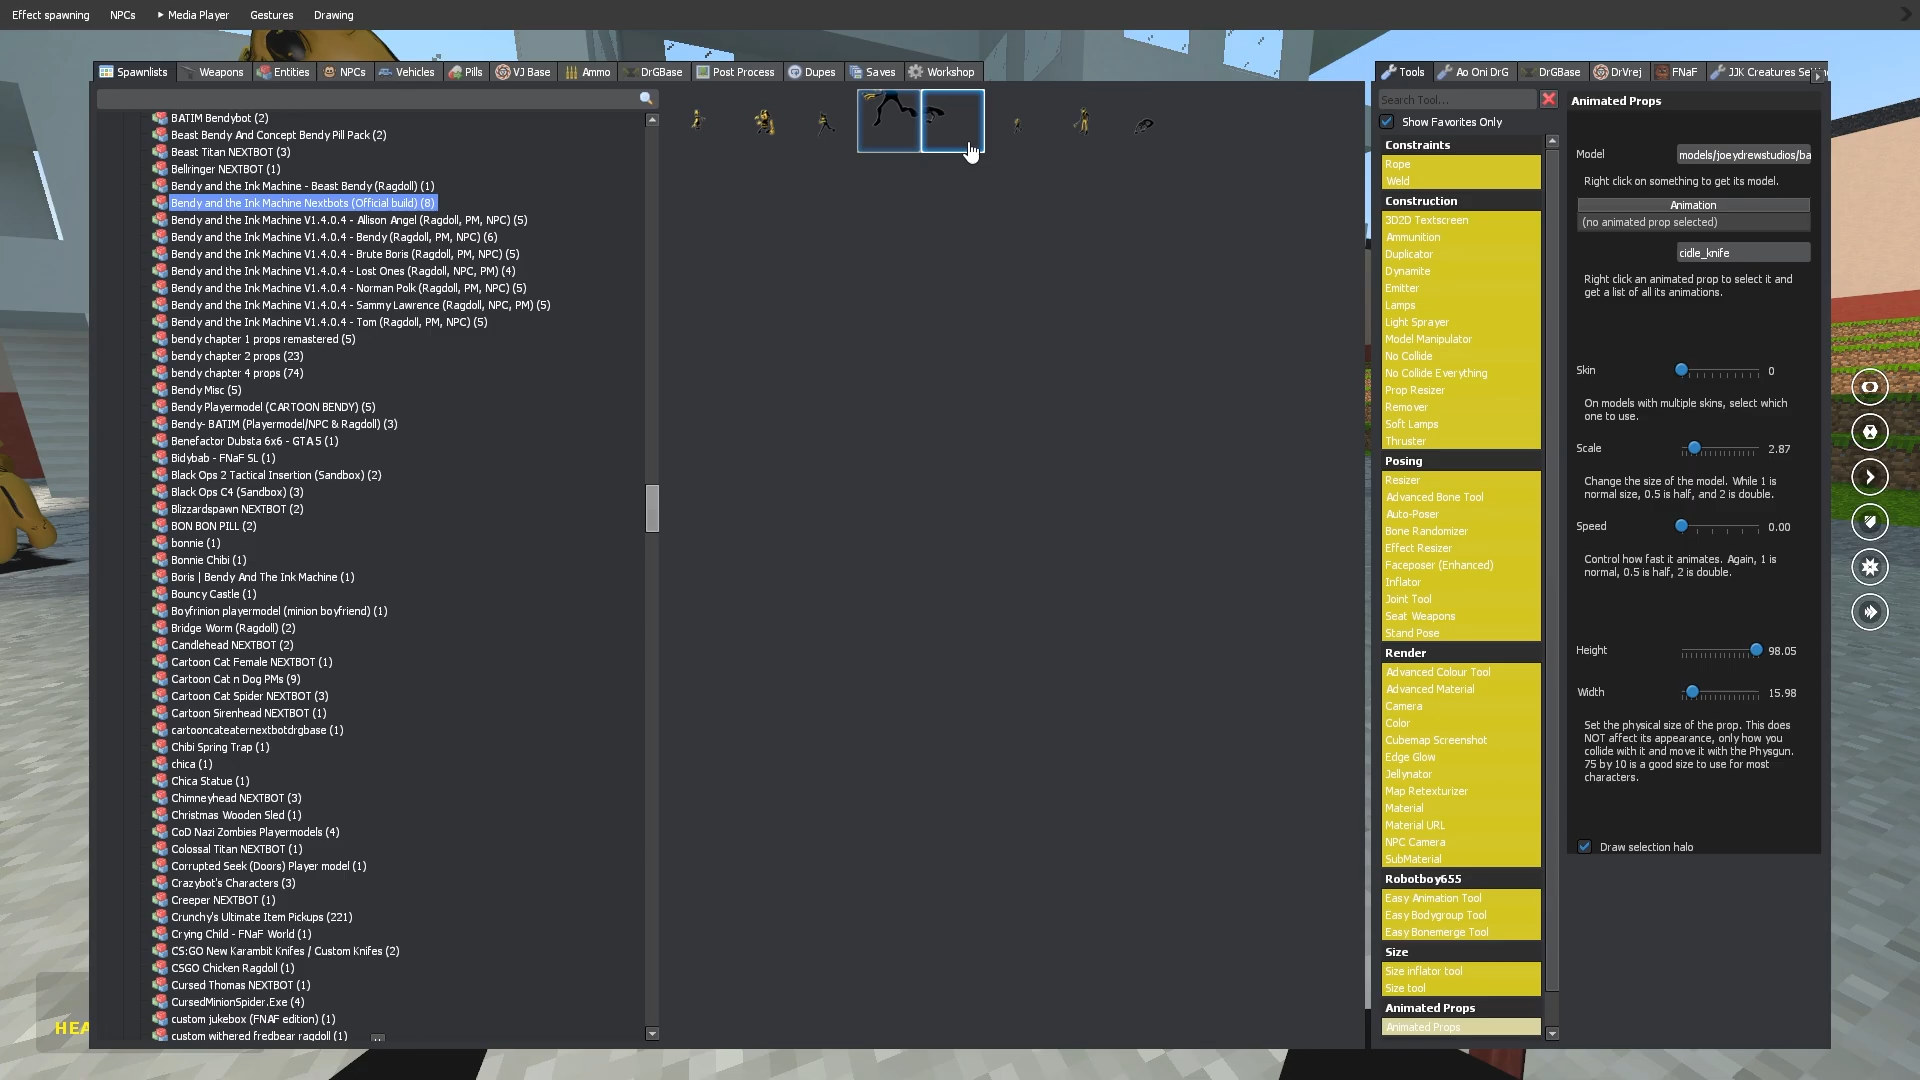 Effect spawning NPCs ▸ Media Player Gestures Drawing
Spawnlists Weapons Entities NPCs Vehicles Pills VJ Base Ammo DrGBase Post Process Dupes Saves Workshop
BATIM Bendybot (2)
Beast Bendy And Concept Bendy Pill Pack (2)
Beast Titan NEXTBOT (3)
Bellringer NEXTBOT (1)
Bendy and the Ink Machine - Beast Bendy (Ragdoll) (1)
Bendy and the Ink Machine Nextbots (Official build) (8)
Bendy and the Ink Machine V1.4.0.4 - Allison Angel (Ragdoll, PM, NPC) (5)
Bendy and the Ink Machine V1.4.0.4 - Bendy (Ragdoll, PM, NPC) (6)
Bendy and the Ink Machine V1.4.0.4 - Brute Boris (Ragdoll, PM, NPC) (5)
Bendy and the Ink Machine V1.4.0.4 - Lost Ones (Ragdoll, NPC, PM) (4)
Bendy and the Ink Machine V1.4.0.4 - Norman Polk (Ragdoll, PM, NPC) (5)
Bendy and the Ink Machine V1.4.0.4 - Sammy Lawrence (Ragdoll, NPC, PM) (5)
Bendy and the Ink Machine V1.4.0.4 - Tom (Ragdoll, PM, NPC) (5)
bendy chapter 1 props remastered (5)
bendy chapter 2 props (23)
bendy chapter 4 props (74)
Bendy Misc (5)
Bendy Playermodel (CARTOON BENDY) (5)
Bendy- BATIM (Playermodel/NPC & Ragdoll) (3)
Benefactor Dubsta 6x6 - GTA 5 (1)
Bidybab - FNaF SL (1)
Black Ops 2 Tactical Insertion (Sandbox) (2)
Black Ops C4 (Sandbox) (3)
Blizzardspawn NEXTBOT (2)
BON BON PILL (2)
bonnie (1)
Bonnie Chibi (1)
Boris | Bendy And The Ink Machine (1)
Bouncy Castle (1)
Boyfrinion playermodel (minion boyfriend) (1)
Bridge Worm (Ragdoll) (2)
Candlehead NEXTBOT (2)
Cartoon Cat Female NEXTBOT (1)
Cartoon Cat n Dog PMs (9)
Cartoon Cat Spider NEXTBOT (3)
Cartoon Sirenhead NEXTBOT (1)
cartooncateaternextbotdrgbase (1)
Chibi Spring Trap (1)
chica (1)
Chica Statue (1)
Chimneyhead NEXTBOT (3)
Christmas Wooden Sled (1)
CoD Nazi Zombies Playermodels (4)
Colossal Titan NEXTBOT (1)
Corrupted Seek (Doors) Player model (1)
Crazybot's Characters (3)
Creeper NEXTBOT (1)
Crunchy's Ultimate Item Pickups (221)
Crying Child - FNaF World (1)
CS:GO New Karambit Knifes / Custom Knifes (2)
CSGO Chicken Ragdoll (1)
Cursed Thomas NEXTBOT (1)
CursedMinionSpider.Exe (4)
custom jukebox (FNAF edition) (1)
custom withered fredbear ragdoll (1)
HEA
Tools Ao Oni DrG DrGBase DrVrej FNaF JJK Creatures
Search Tool...
Show Favorites Only
Constraints
Rope
Weld
Construction
3D2D Textscreen
Ammunition
Duplicator
Dynamite
Emitter
Lamps
Light Sprayer
Model Manipulator
No Collide
No Collide Everything
Prop Resizer
Remover
Soft Lamps
Thruster
Posing
Resizer
Advanced Bone Tool
Auto-Poser
Bone Randomizer
Effect Resizer
Faceposer (Enhanced)
Inflator
Joint Tool
Seat Weapons
Stand Pose
Render
Advanced Colour Tool
Advanced Material
Camera
Color
Cubemap Screenshot
Edge Glow
Jellynator
Map Retexturizer
Material
Material URL
NPC Camera
SubMaterial
Robotboy655
Easy Animation Tool
Easy Bodygroup Tool
Easy Bonemerge Tool
Size
Size inflator tool
Size tool
Animated Props
Animated Props
Animated Props
Model models/joeydrewstudios/ba
Right click on something to get its model.
Animation
(no animated prop selected)
cidle_knife
Right click an animated prop to select it and
get a list of all its animations.
Skin 0
On models with multiple skins, select which
one to use.
Scale 2.87
Change the size of the model. While 1 is
normal size, 0.5 is half, and 2 is double.
Speed 0.00
Control how fast it animates. Again, 1 is
normal, 0.5 is half, 2 is double.
Height 98.05
Width 15.98
Set the physical size of the prop. This does
NOT affect its appearance, only how you
collide with it and move it with the Physgun.
75 by 10 is a good size to use for most
characters.
Draw selection halo